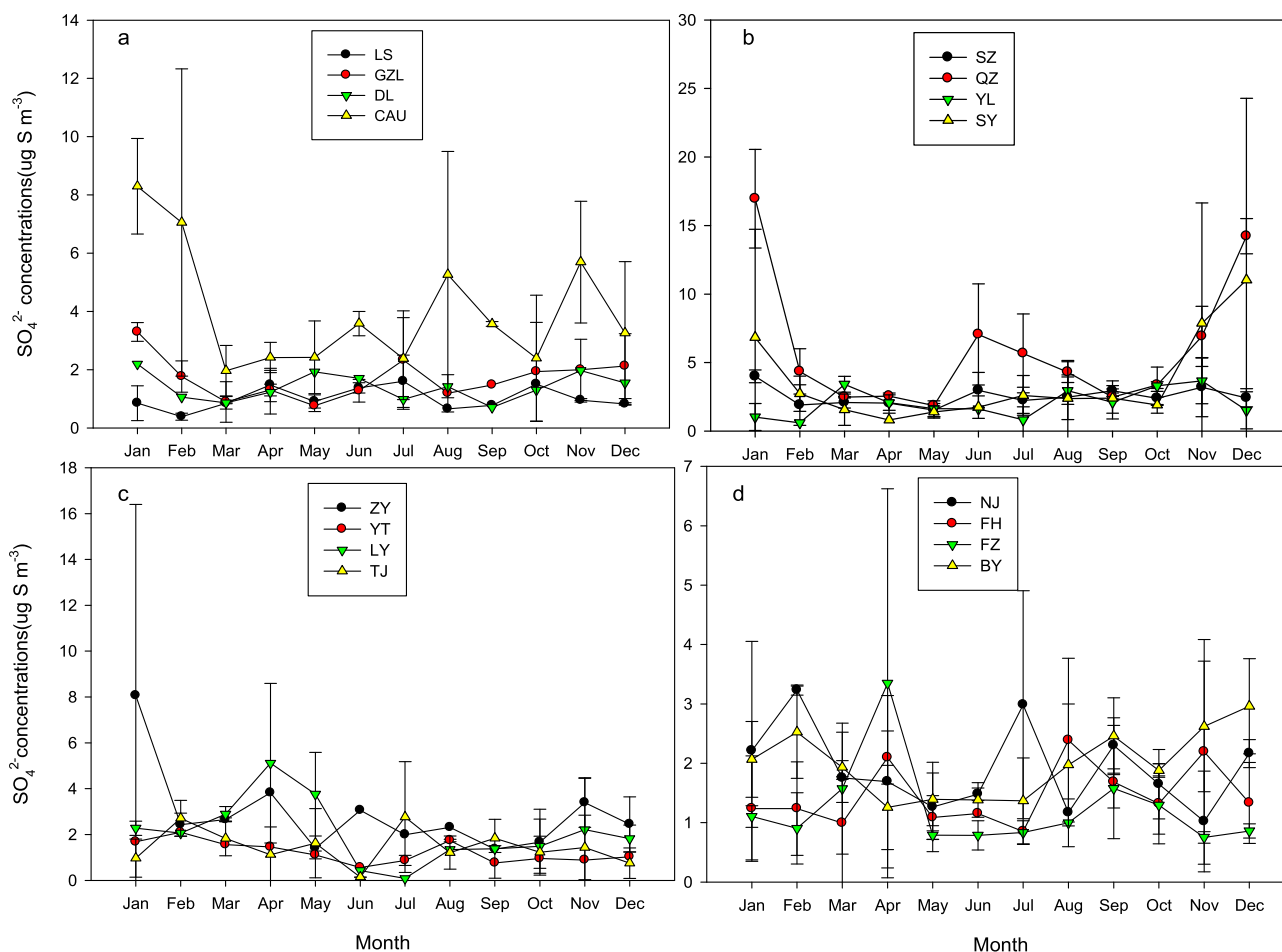 a
LS
GZL
DL
CAU
SO₄²⁻ concentrations(ug S m⁻³)
14
12
10
8
6
4
2
0
Jan Feb Mar Apr May Jun Jul Aug Sep Oct Nov Dec
b
SZ
QZ
YL
SY
30
25
20
15
10
5
0
Jan Feb Mar Apr May Jun Jul Aug Sep Oct Nov Dec
c
ZY
YT
LY
TJ
SO₄²⁻concentrations(ug S m⁻³)
18
16
14
12
10
8
6
4
2
0
Jan Feb Mar Apr May Jun Jul Aug Sep Oct Nov Dec
Month
d
NJ
FH
FZ
BY
7
6
5
4
3
2
1
0
Jan Feb Mar Apr May Jun Jul Aug Sep Oct Nov Dec
Month